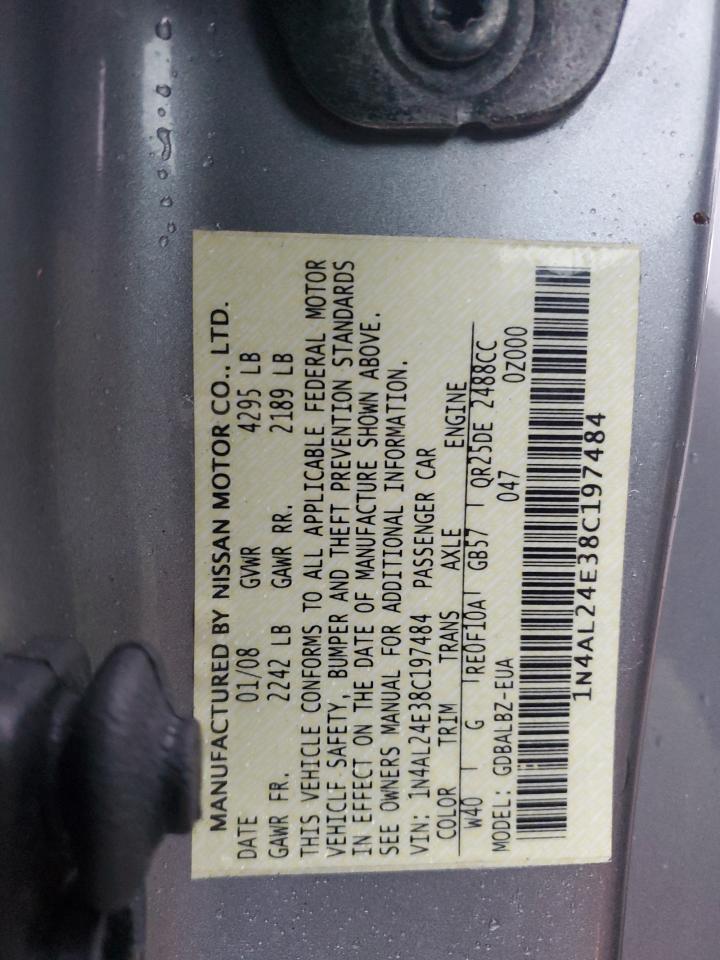 MANUFACTURED BY NISSAN MOTOR CO., LTD.
DATE 01/08 GVWR 4295 LB
GAWR FR. 2242 LB GAWR RR. 2189 LB
THIS VEHICLE CONFORMS TO ALL APPLICABLE FEDERAL MOTOR
VEHICLE SAFETY, BUMPER AND THEFT PREVENTION STANDARDS
IN EFFECT ON THE DATE OF MANUFACTURE SHOWN ABOVE.
SEE OWNERS MANUAL FOR ADDITIONAL INFORMATION.
VIN: 1N4AL24E38C197484 PASSENGER CAR
COLOR TRIM TRANS AXLE ENGINE
W40 G RE0F10A GB57 QR25DE 2488CC
MODEL: GDBALBZ-EUA 047 0Z000
1N4AL24E38C197484